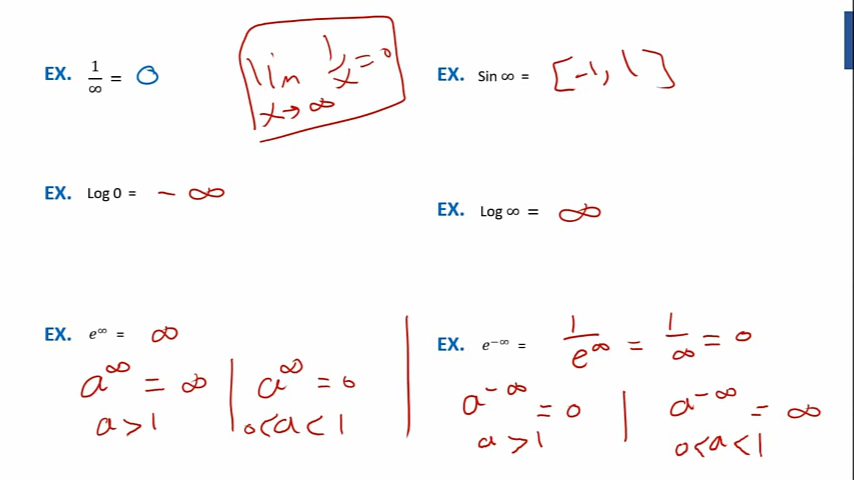 EX. 1/∞ = 0
lim 1/x = 0
x→∞
EX. Sin ∞ = [-1, 1]
EX. Log 0 = - ∞
EX. Log ∞ = ∞
EX. e^∞ = ∞
a^∞ = ∞ | a^∞ = 0
a > 1 | 0 < a < 1
EX. e^-∞ = 1/e^∞ = 1/∞ = 0
a^-∞ = 0 | a^-∞ = ∞
a > 1 | 0 < a < 1